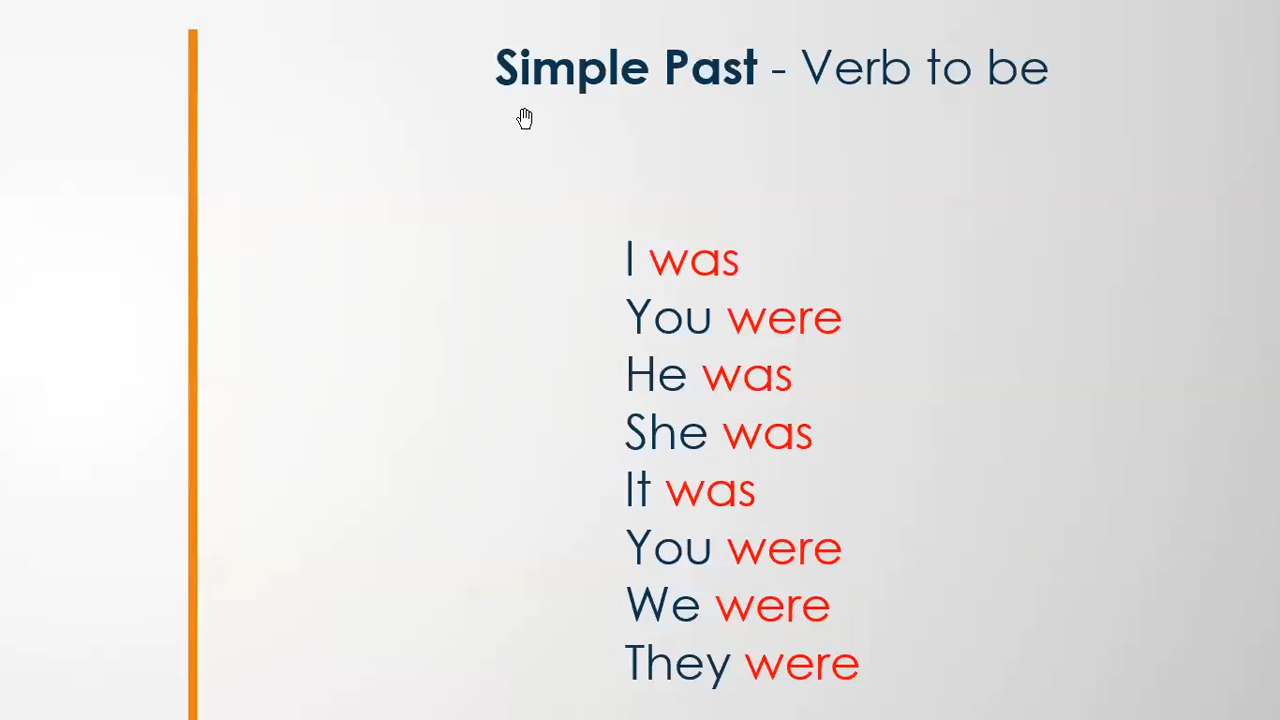 Simple Past - Verb to be
I was
You were
He was
She was
It was
You were
We were
They were